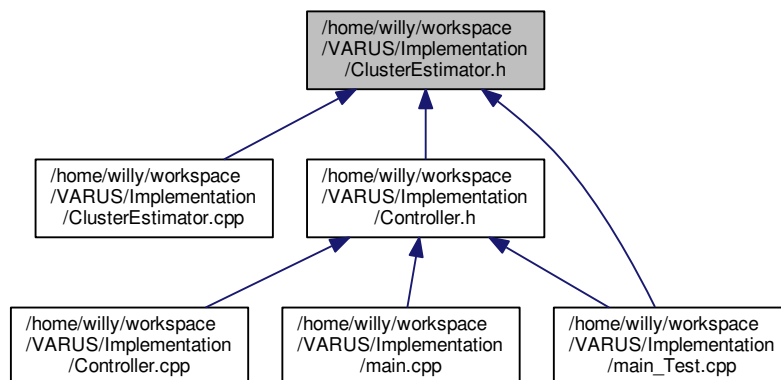 /home/willy/workspace
/VARUS/Implementation
/ClusterEstimator.h
/home/willy/workspace
/VARUS/Implementation
/ClusterEstimator.cpp
/home/willy/workspace
/VARUS/Implementation
/Controller.h
/home/willy/workspace
/VARUS/Implementation
/Controller.cpp
/home/willy/workspace
/VARUS/Implementation
/main.cpp
/home/willy/workspace
/VARUS/Implementation
/main_Test.cpp